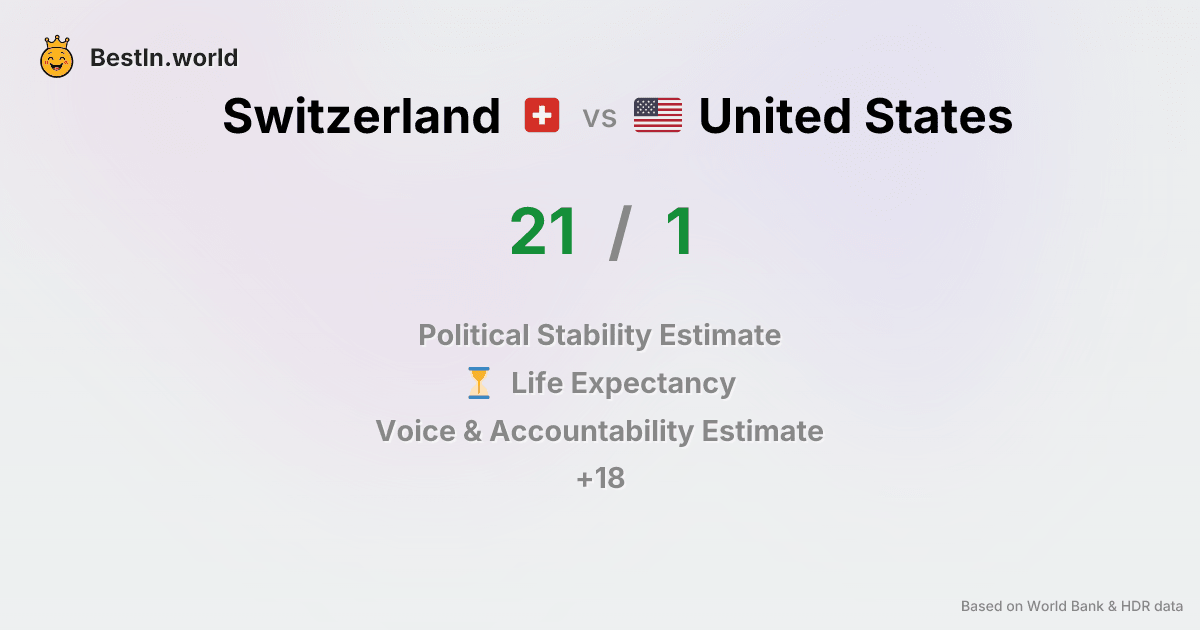 BestIn.world
Switzerland vs United States
21 / 1
Political Stability Estimate
Life Expectancy
Voice & Accountability Estimate
+18
Based on World Bank & HDR data